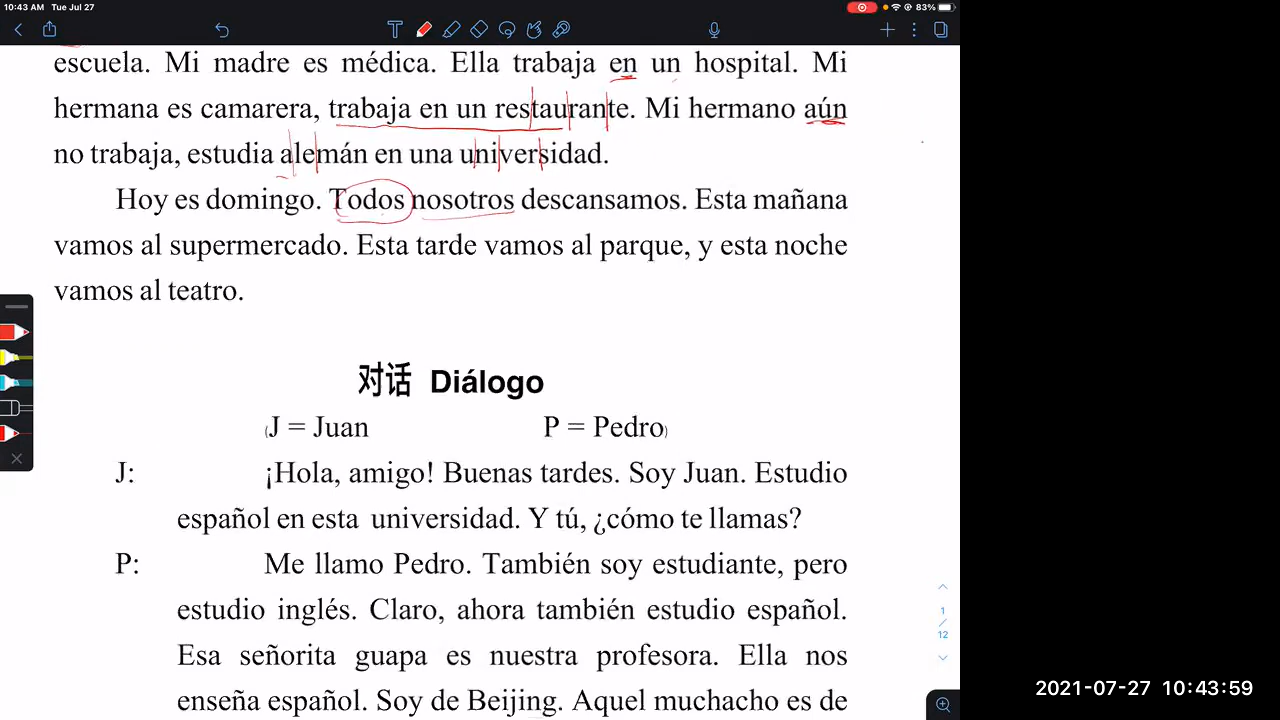 10:43 AM Tue Jul 27
83%
escuela. Mi madre es médica. Ella trabaja en un hospital. Mi
hermana es camarera, trabaja en un restaurante. Mi hermano aún
no trabaja, estudia alemán en una universidad.
Hoy es domingo. Todos nosotros descansamos. Esta mañana
vamos al supermercado. Esta tarde vamos al parque, y esta noche
vamos al teatro.
对话 Diálogo
(J = Juan P = Pedro)
J: ¡Hola, amigo! Buenas tardes. Soy Juan. Estudio
español en esta universidad. Y tú, ¿cómo te llamas?
P: Me llamo Pedro. También soy estudiante, pero
estudio inglés. Claro, ahora también estudio español.
Esa señorita guapa es nuestra profesora. Ella nos
enseña español. Soy de Beijing. Aquel muchacho es de
1
/
12
2021-07-27 10:43:59